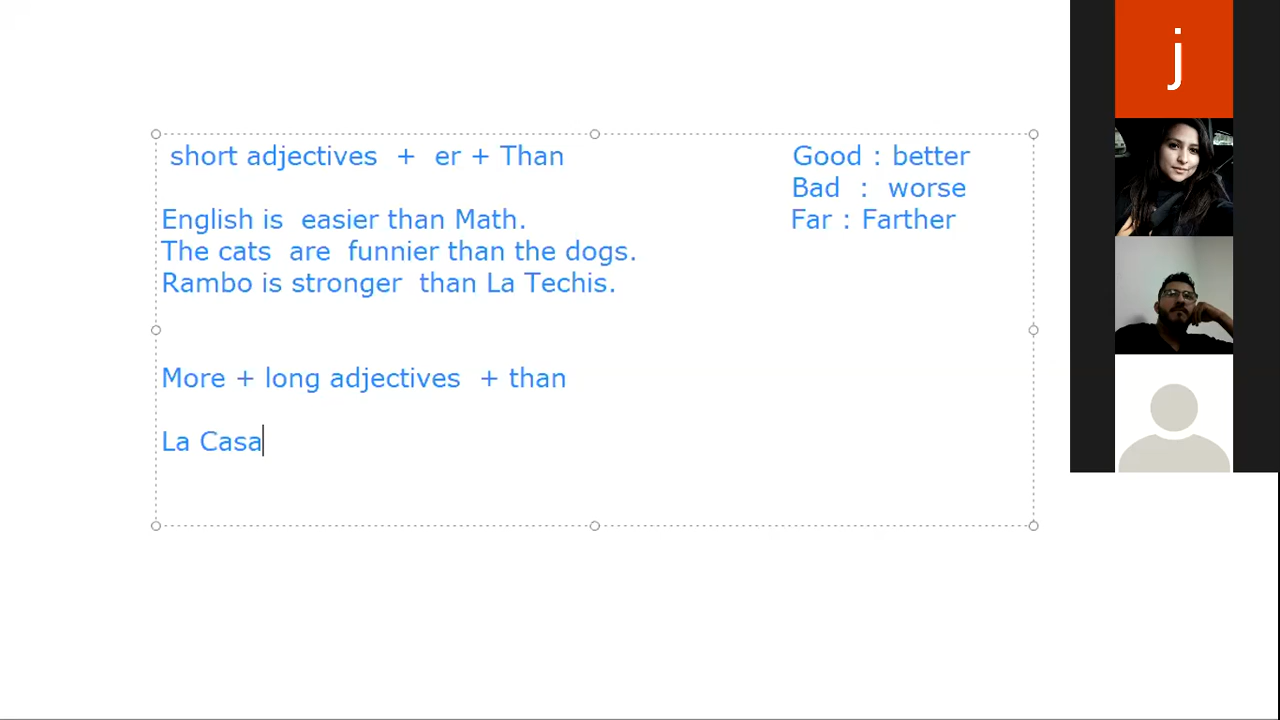 short adjectives + er + Than
English is easier than Math.
The cats are funnier than the dogs.
Rambo is stronger than La Techis.
More + long adjectives + than
La Casa
Good : better
Bad : worse
Far : Farther
j